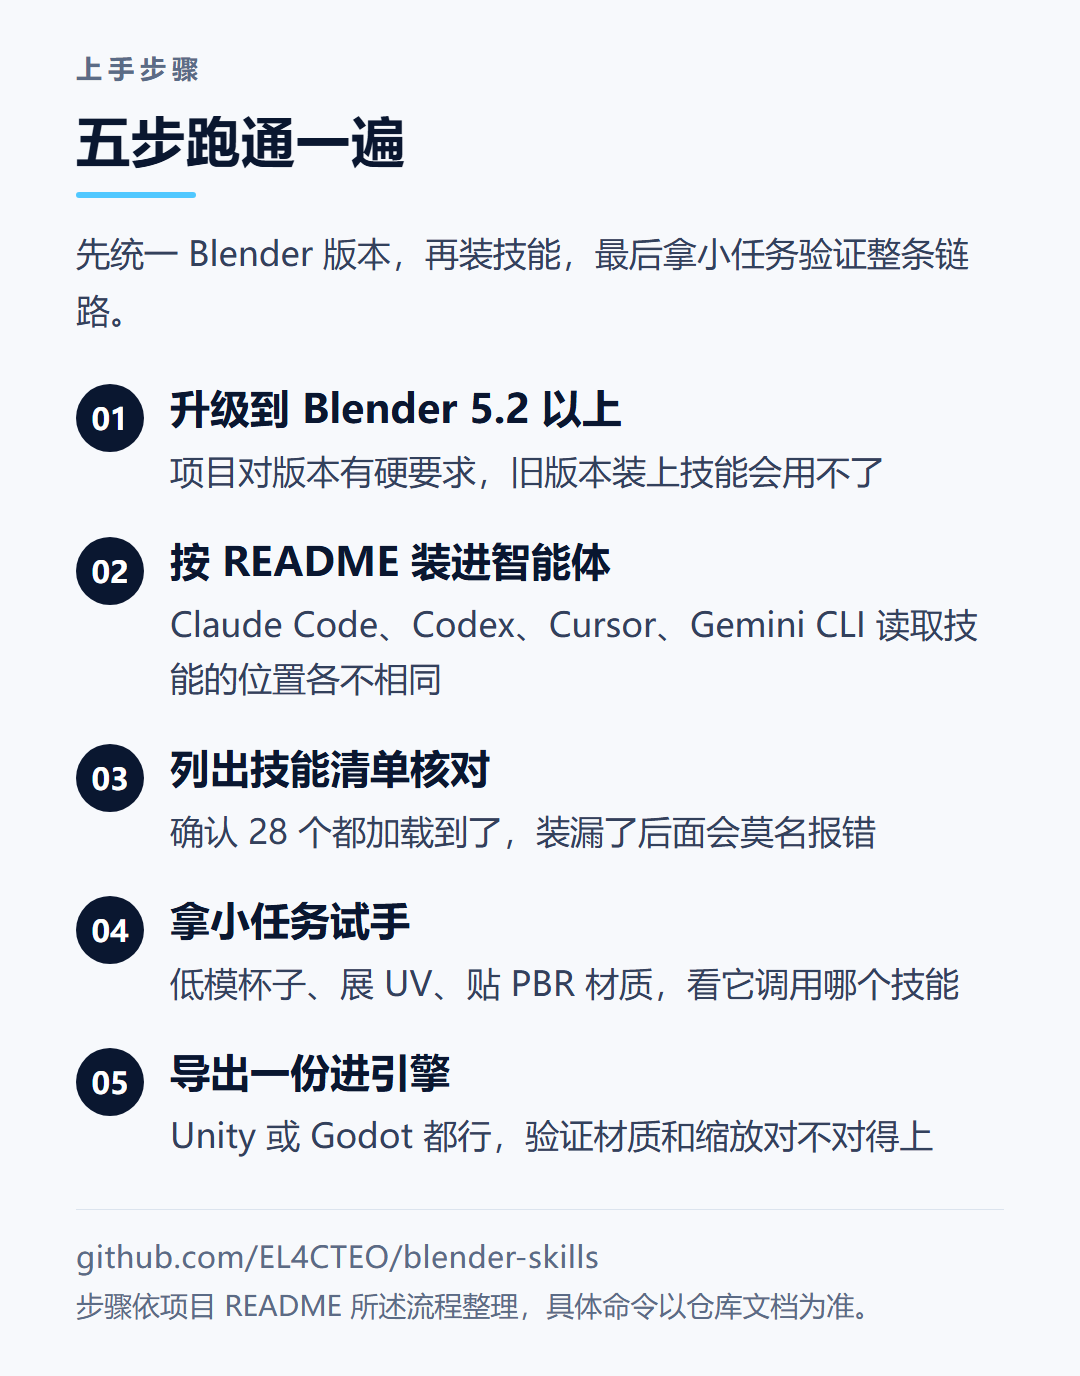 上手步骤
五步跑通一遍
先统一 Blender 版本，再装技能，最后拿小任务验证整条链
路。
01 升级到 Blender 5.2 以上
项目对版本有硬要求，旧版本装上技能会用不了
02 按 README 装进智能体
Claude Code、Codex、Cursor、Gemini CLI 读取技
能的位置各不相同
03 列出技能清单核对
确认 28 个都加载到了，装漏了后面会莫名报错
04 拿小任务试手
低模杯子、展 UV、贴 PBR 材质，看它调用哪个技能
05 导出一份进引擎
Unity 或 Godot 都行，验证材质和缩放对不对得上
github.com/EL4CTEO/blender-skills
步骤依项目 README 所述流程整理，具体命令以仓库文档为准。